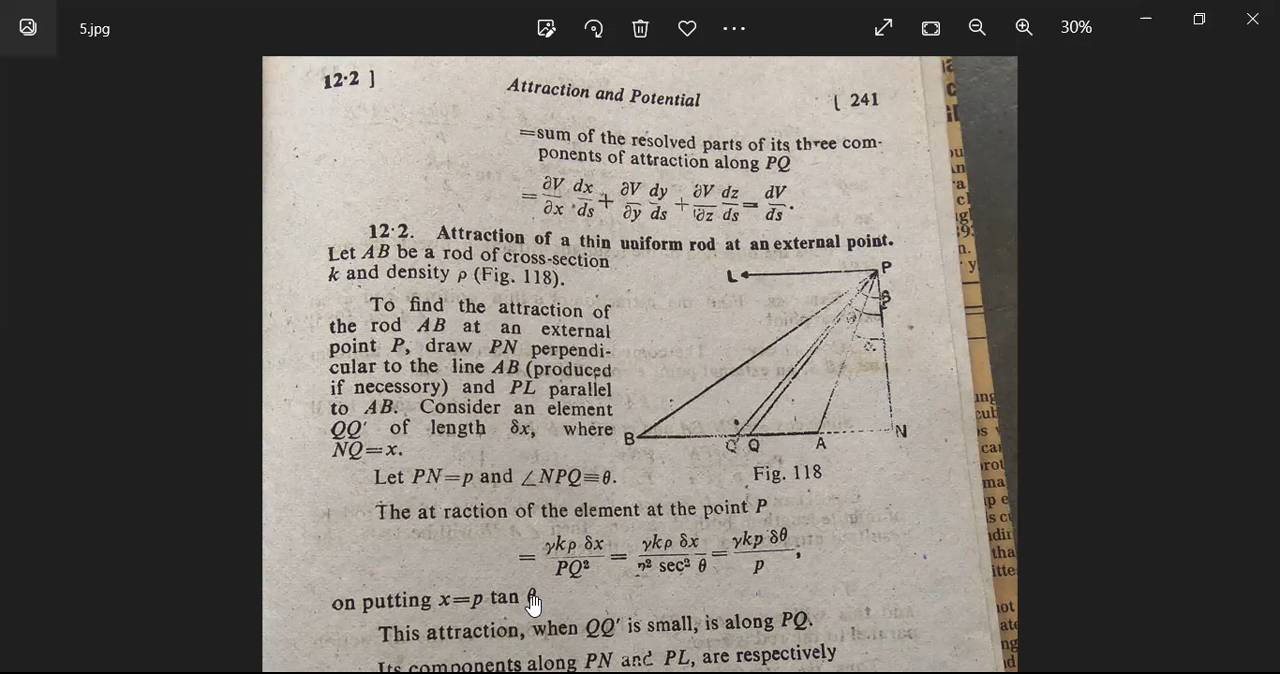 5.jpg
30%
12·2 ]
Attraction and Potential
[ 241
=sum of the resolved parts of its three com-
ponents of attraction along PQ
= ∂V/∂x · dx/ds + ∂V/∂y dy/ds + ∂V/∂z dz/ds = dV/ds.
12·2. Attraction of a thin uniform rod at an external point.
Let AB be a rod of cross-section
k and density ρ (Fig. 118).
To find the attraction of
the rod AB at an external
point P, draw PN perpendi-
cular to the line AB (produced
if necessary) and PL parallel
to AB. Consider an element
QQ′ of length δx, where
NQ=x.
L
P
β
α
B
Q′
Q
A
N
Fig. 118
Let PN=p and ∠NPQ≡θ.
The at raction of the element at the point P
= γkρ δx / PQ² = γkρ δx / p² sec² θ = γkρ δθ / p,
on putting x=p tan θ
This attraction, when QQ′ is small, is along PQ.
Its components along PN and PL, are respectively